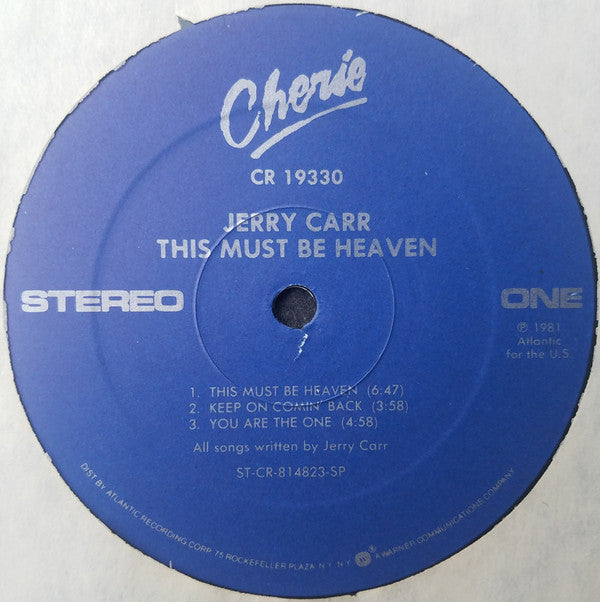 Cherie
CR 19330
JERRY CARR
THIS MUST BE HEAVEN
STEREO
ONE
℗ 1981
Atlantic
for the U.S.
1. THIS MUST BE HEAVEN (6:47)
2. KEEP ON COMIN' BACK (3:58)
3. YOU ARE THE ONE (4:58)
All songs written by Jerry Carr
ST-CR-814823-SP
DIST BY ATLANTIC RECORDING CORP 75 ROCKEFELLER PLAZA N Y N Y A WARNER COMMUNICATIONS COMPANY